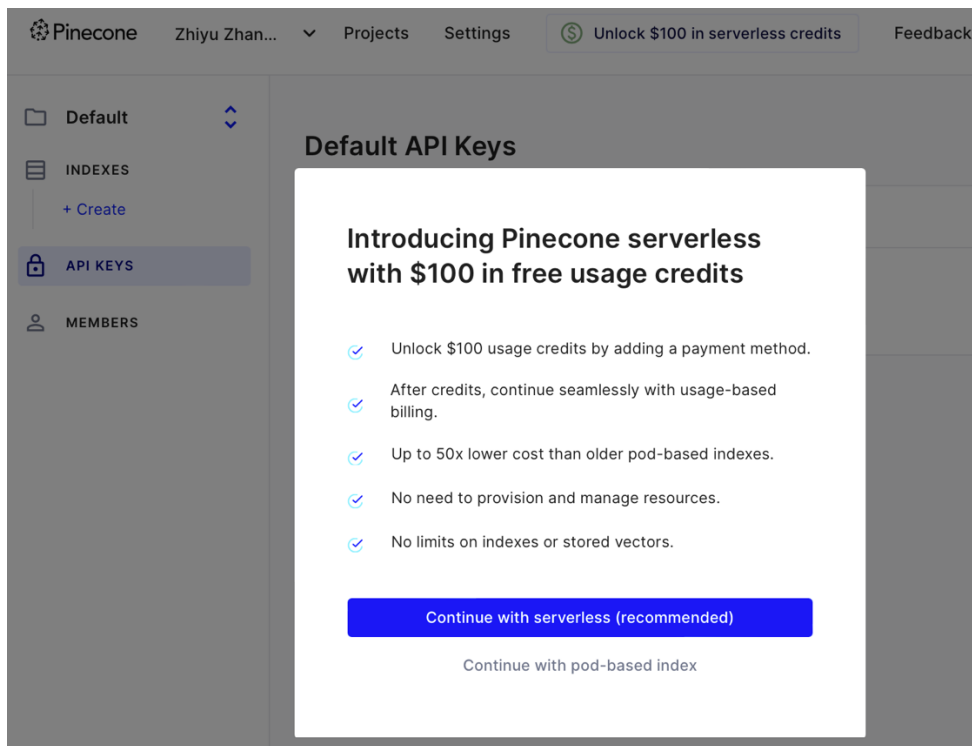 Pinecone
Zhiyu Zhan...
Projects
Settings
Unlock $100 in serverless credits
Feedback
Default
INDEXES
+ Create
API KEYS
MEMBERS
Default API Keys
Introducing Pinecone serverless
with $100 in free usage credits
Unlock $100 usage credits by adding a payment method.
After credits, continue seamlessly with usage-based
billing.
Up to 50x lower cost than older pod-based indexes.
No need to provision and manage resources.
No limits on indexes or stored vectors.
Continue with serverless (recommended)
Continue with pod-based index